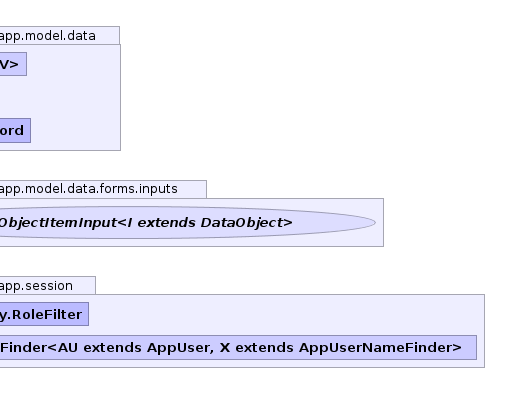 app.model.data
V>
ord
app.model.data.forms.inputs
ObjectItemInput<I extends DataObject>
app.session
y.RoleFilter
Finder<AU extends AppUser, X extends AppUserNameFinder>